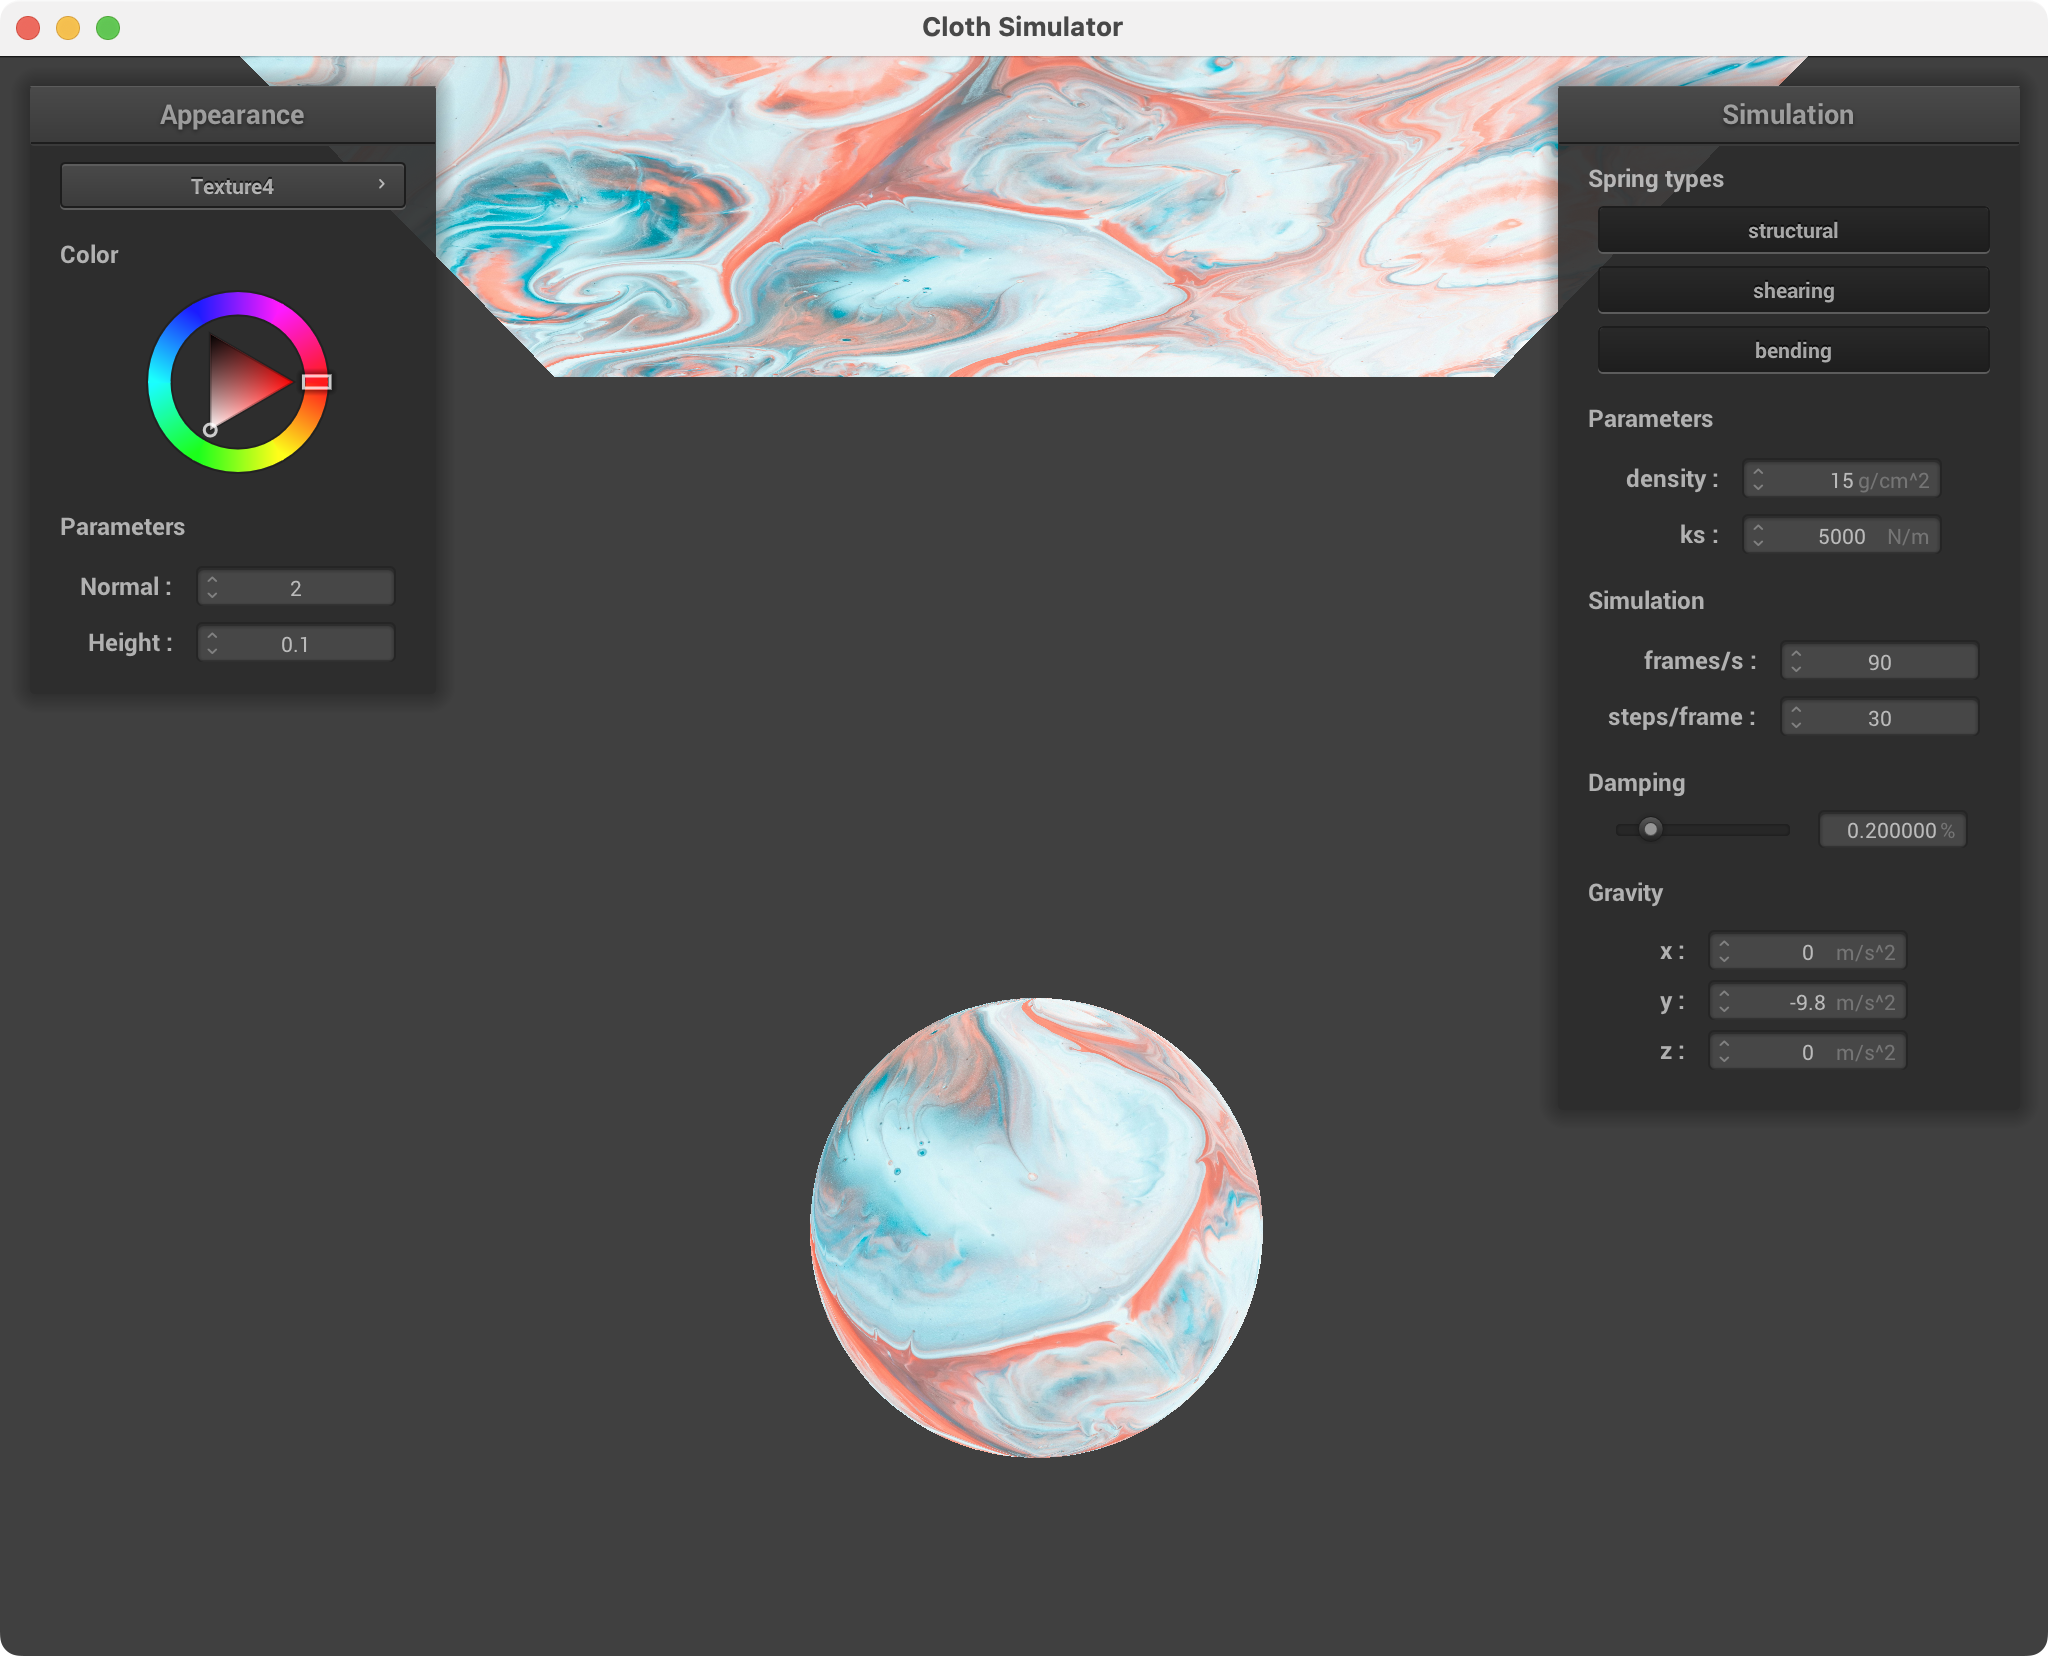 Cloth Simulator
Appearance
Texture4
Color
Parameters
Normal : 2
Height : 0.1
Simulation
Spring types
structural
shearing
bending
Parameters
density : 15 g/cm^2
ks : 5000 N/m
Simulation
frames/s : 90
steps/frame : 30
Damping
0.200000 %
Gravity
x : 0 m/s^2
y : -9.8 m/s^2
z : 0 m/s^2